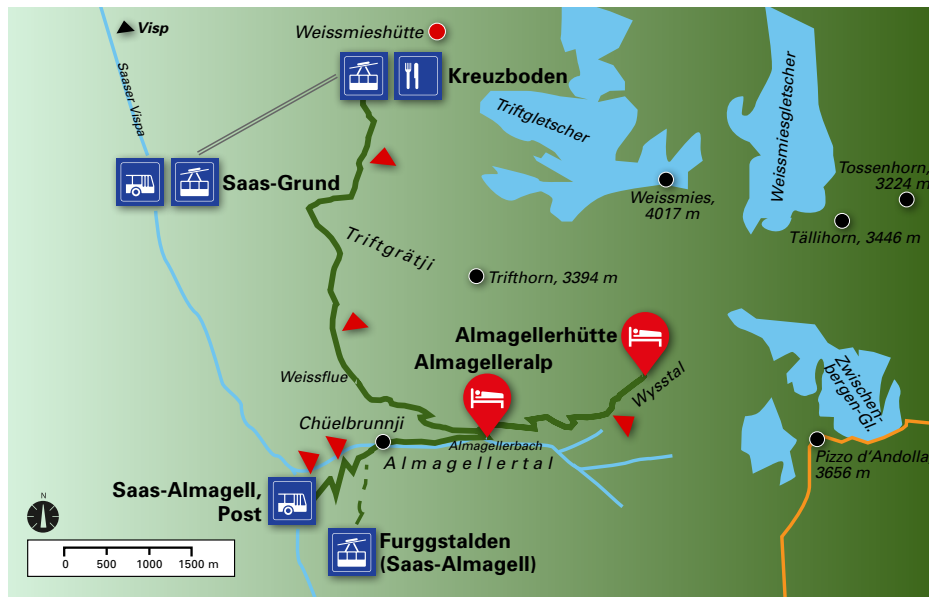 Visp
Weissmieshütte
Saaser Vispa
Kreuzboden
Triftgletscher
Weissmiesgletscher
Tossenhorn,
3224 m
Saas-Grund
Weissmies,
4017 m
Tällihorn, 3446 m
Triftgrätji
Trifthorn, 3394 m
Almagellerhütte
Almagelleralp
Weissflue
Wysstal
Zwischen-
bergen-Gl.
Chüelbrunnji
Almagellerbach
Almagellertal
Pizzo d'Andolla
3656 m
Saas-Almagell,
Post
N
Furggstalden
(Saas-Almagell)
0 500 1000 1500 m